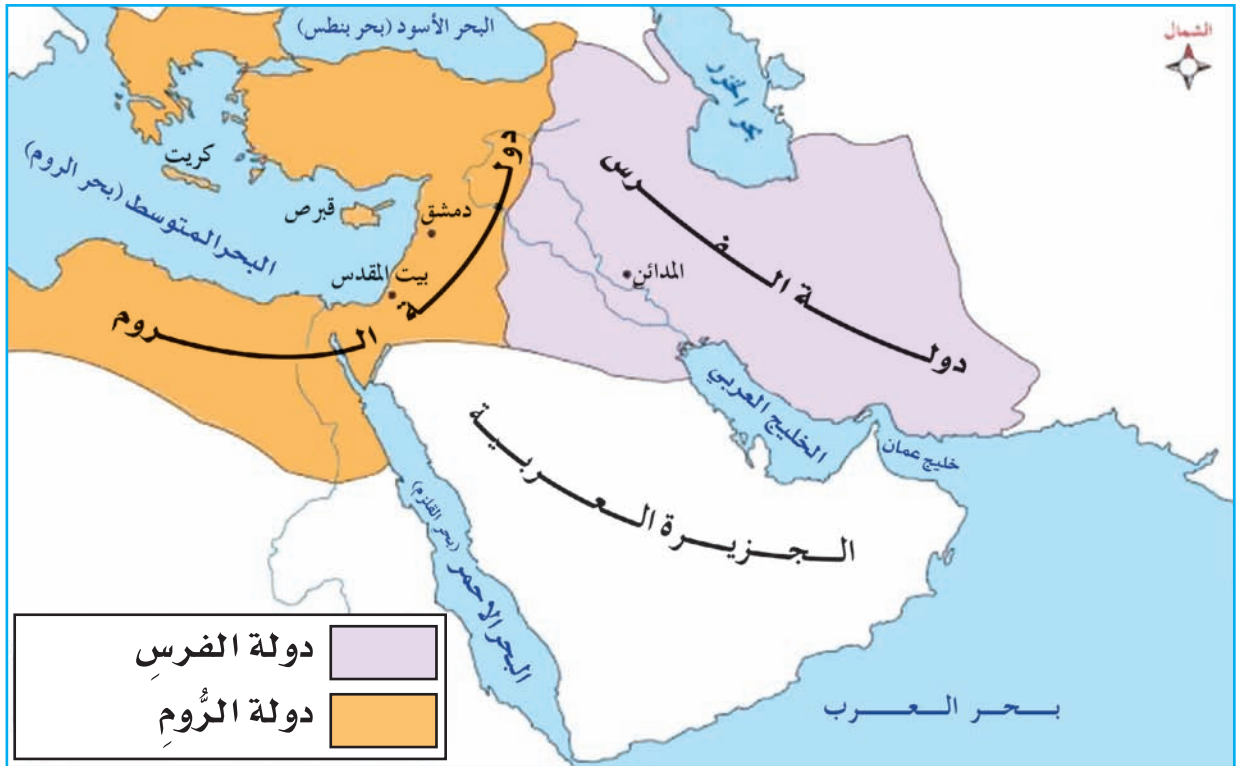 البحر الأسود (بحر بنطس)
الشمال
بحر الخزر
كريت
البحر المتوسط (بحر الروم)
قبرص
دمشق
بيت المقدس
المدائن
دولة الفرس
دولة الروم
الخليج العربي
خليج عمان
الجزيرة العربية
البحر الاحمر (بحر القلزم)
بحر العرب
دولة الفرسِ
دولة الرُّومِ